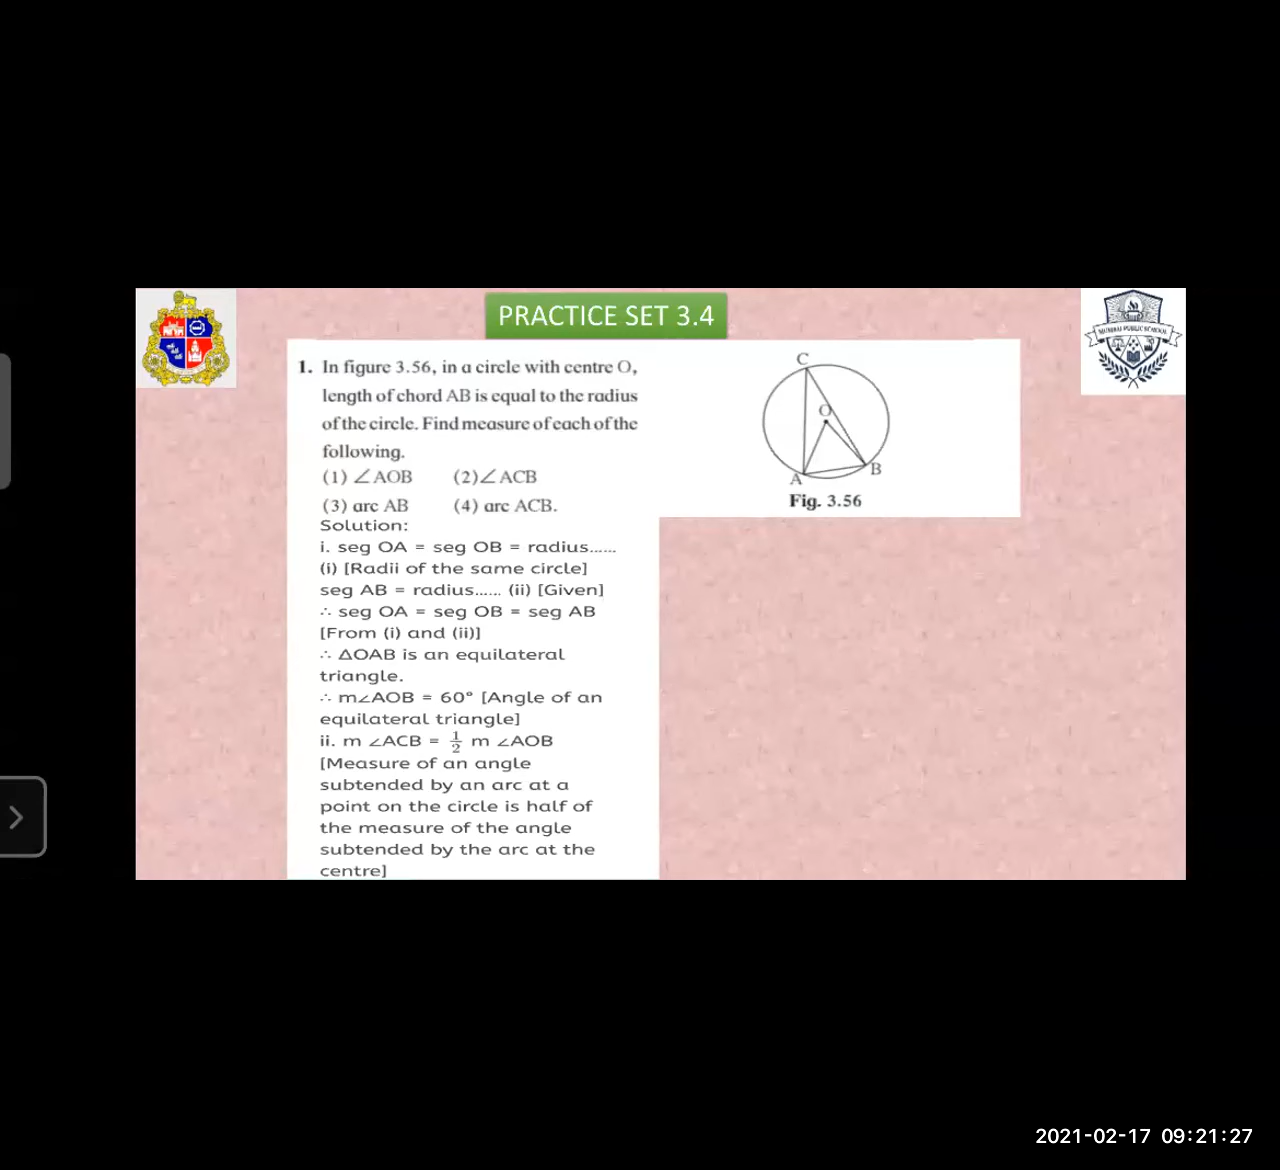 PRACTICE SET 3.4
MUMBAI PUBLIC SCHOOL
1. In figure 3.56, in a circle with centre O,
length of chord AB is equal to the radius
of the circle. Find measure of each of the
following.
(1) ∠AOB (2)∠ACB
(3) arc AB (4) arc ACB.
C
O
A
B
Fig. 3.56
Solution:
i. seg OA = seg OB = radius......
(i) [Radii of the same circle]
seg AB = radius...... (ii) [Given]
∴ seg OA = seg OB = seg AB
[From (i) and (ii)]
∴ ΔOAB is an equilateral
triangle.
∴ m∠AOB = 60° [Angle of an
equilateral triangle]
ii. m ∠ACB = 1/2 m ∠AOB
[Measure of an angle
subtended by an arc at a
point on the circle is half of
the measure of the angle
subtended by the arc at the
centre]
2021-02-17 09:21:27